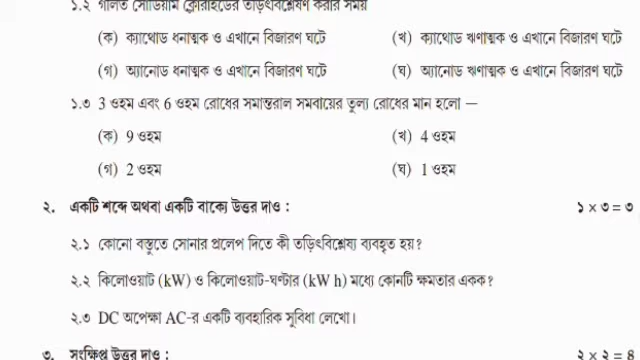 ১.২ গলিত সোডিয়াম ক্লোরাইডের তড়িৎবিশ্লেষণ করার সময়
(ক) ক্যাথোড ধনাত্মক ও এখানে বিজারণ ঘটে (খ) ক্যাথোড ঋণাত্মক ও এখানে বিজারণ ঘটে
(গ) অ্যানোড ধনাত্মক ও এখানে বিজারণ ঘটে (ঘ) অ্যানোড ঋণাত্মক ও এখানে বিজারণ ঘটে
১.৩ 3 ওহম এবং 6 ওহম রোধের সমান্তরাল সমবায়ের তুল্য রোধের মান হলো —
(ক) 9 ওহম (খ) 4 ওহম
(গ) 2 ওহম (ঘ) 1 ওহম
২. একটি শব্দে অথবা একটি বাক্যে উত্তর দাও : ১ × ৩ = ৩
২.১ কোনো বস্তুতে সোনার প্রলেপ দিতে কী তড়িৎবিশ্লেষ্য ব্যবহৃত হয়?
২.২ কিলোওয়াট (kW) ও কিলোওয়াট-ঘণ্টার (kW h) মধ্যে কোনটি ক্ষমতার একক?
২.৩ DC অপেক্ষা AC-র একটি ব্যবহারিক সুবিধা লেখো।
৩. সংক্ষিপ্ত উত্তর দাও : ২ × ২ = 8